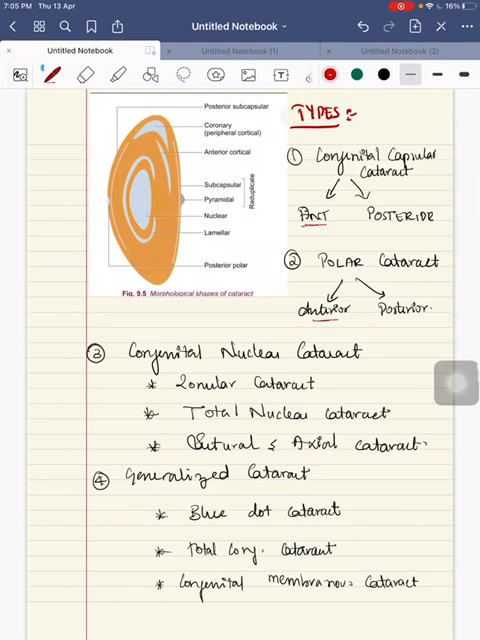 7:05 PM Thu 13 Apr
16%
Untitled Notebook
Untitled Notebook
Untitled Notebook (1)
Untitled Notebook (2)
T
Posterior subcapsular
Coronary
(peripheral cortical)
Anterior cortical
Subcapsular
Pyramidal
Reduplicate
Nuclear
Lamellar
Posterior polar
Fig. 9.5 Morphological shapes of cataract
TYPES :-
① Congenital Capsular
Cataract
ANT POSTERIOR
② POLAR Cataract
Anterior Posterior.
③ Congenital Nuclear Cataract
* Zonular Cataract
* Total Nuclear cataract
* Sutural & Axial cataract.
④ Generalized Cataract
* Blue dot cataract
* Total Cong. cataract
* Congenital membranous Cataract